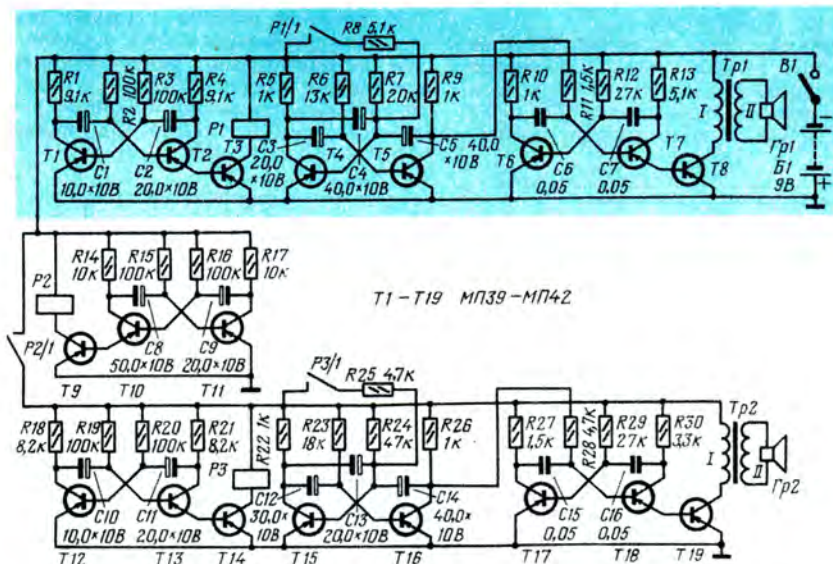 P1/1 R8 5,1к
R1 9,1к
R2 100к
R3 100к
R4 9,1к
P1
R5 1к
R6 13к
R7 20к
R9 1к
R10 1к
R11 1,5к
R12 27к
R13 5,1к
Тр1
В1
I II
Гр1
Б1
9В
Т1
С1
10,0×10В
С2
20,0×10В
Т2
Т3
С3
20,0
×10В
Т4
С4
40,0×10В
Т5
С5
40,0
×10В
Т6
С6
0,05
С7
0,05
Т7
Т8
P2
R14 10к
R15 100к
R16 100к
R17 10к
Т1–Т19 МП39–МП42
P2/1
С8
50,0×10В
С9
20,0×10В
Т9 Т10 Т11
P3/1 R25 4,7к
R18 8,2к
R19 100к
R20 100к
R21 8,2к
P3
R22 1к
R23 18к
R24 47к
R26 1к
R27 1,5к
R28 4,7к
R29 27к
R30 3,3к
Тр2
I II
Гр2
С10
10,0×10В
С11
20,0×10В
С12
30,0×
10В
С13
20,0×10В
С14
40,0×
10В
С15
0,05
С16
0,05
Т12 Т13 Т14 Т15 Т16 Т17 Т18 Т19